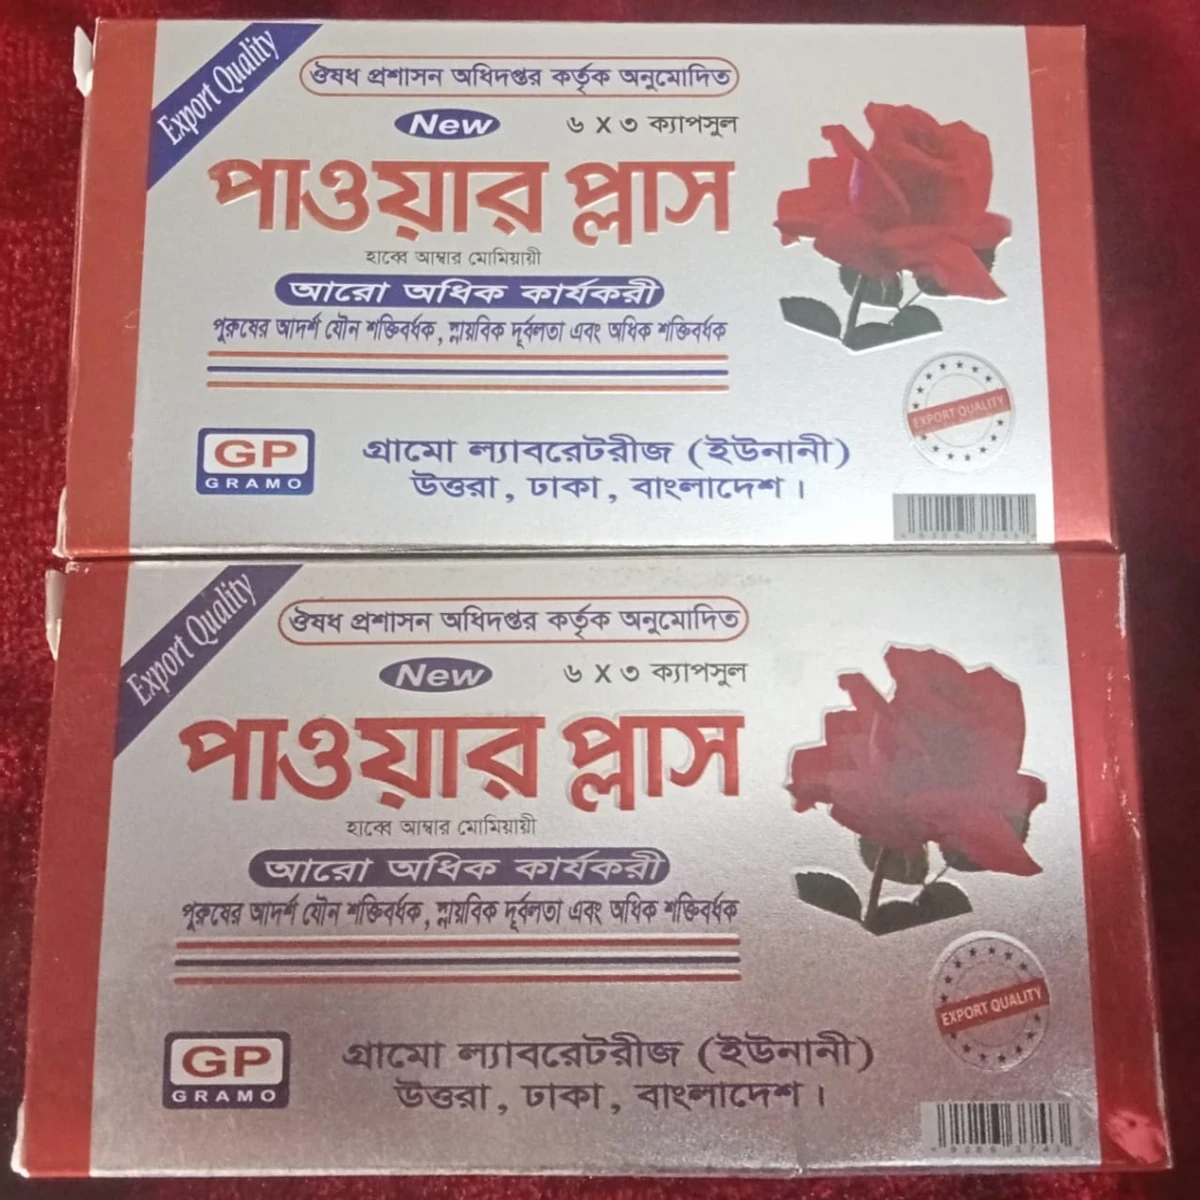 Export Quality
ঔষধ প্রশাসন অধিদপ্তর কর্তৃক অনুমোদিত
New ৬ X ৩ ক্যাপসুল
পাওয়ার প্লাস
হাব্বে আম্বার মোমিয়ায়ী
আরো অধিক কার্যকরী
পুরুষের আদর্শ যৌন শক্তিবর্ধক, স্নায়বিক দূর্বলতা এবং অধিক শক্তিবর্ধক
EXPORT QUALITY
GP
GRAMO
গ্রামো ল্যাবরেটরীজ (ইউনানী)
উত্তরা, ঢাকা, বাংলাদেশ।
Export Quality
ঔষধ প্রশাসন অধিদপ্তর কর্তৃক অনুমোদিত
New ৬ X ৩ ক্যাপসুল
পাওয়ার প্লাস
হাব্বে আম্বার মোমিয়ায়ী
আরো অধিক কার্যকরী
পুরুষের আদর্শ যৌন শক্তিবর্ধক, স্নায়বিক দূর্বলতা এবং অধিক শক্তিবর্ধক
EXPORT QUALITY
GP
GRAMO
গ্রামো ল্যাবরেটরীজ (ইউনানী)
উত্তরা, ঢাকা, বাংলাদেশ।